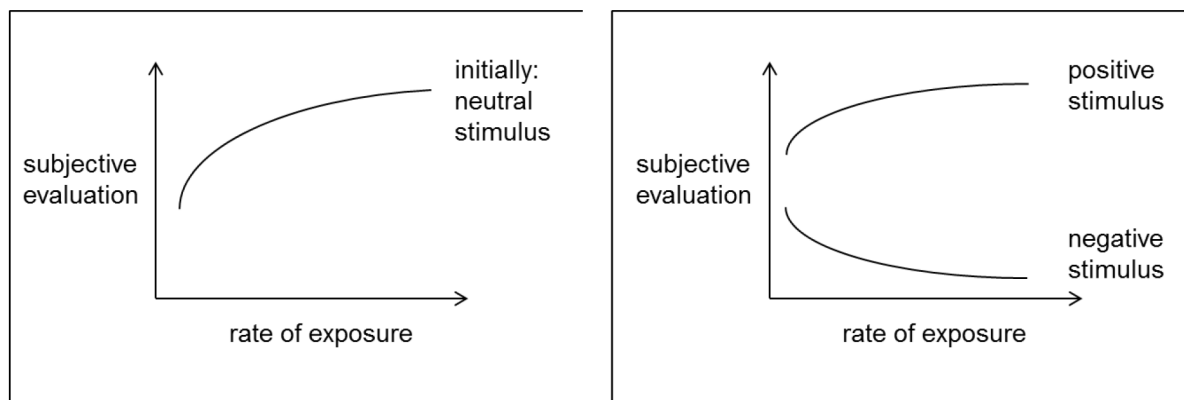 initially:
neutral
stimulus
subjective
evaluation
rate of exposure
positive
stimulus
subjective
evaluation
negative
stimulus
rate of exposure